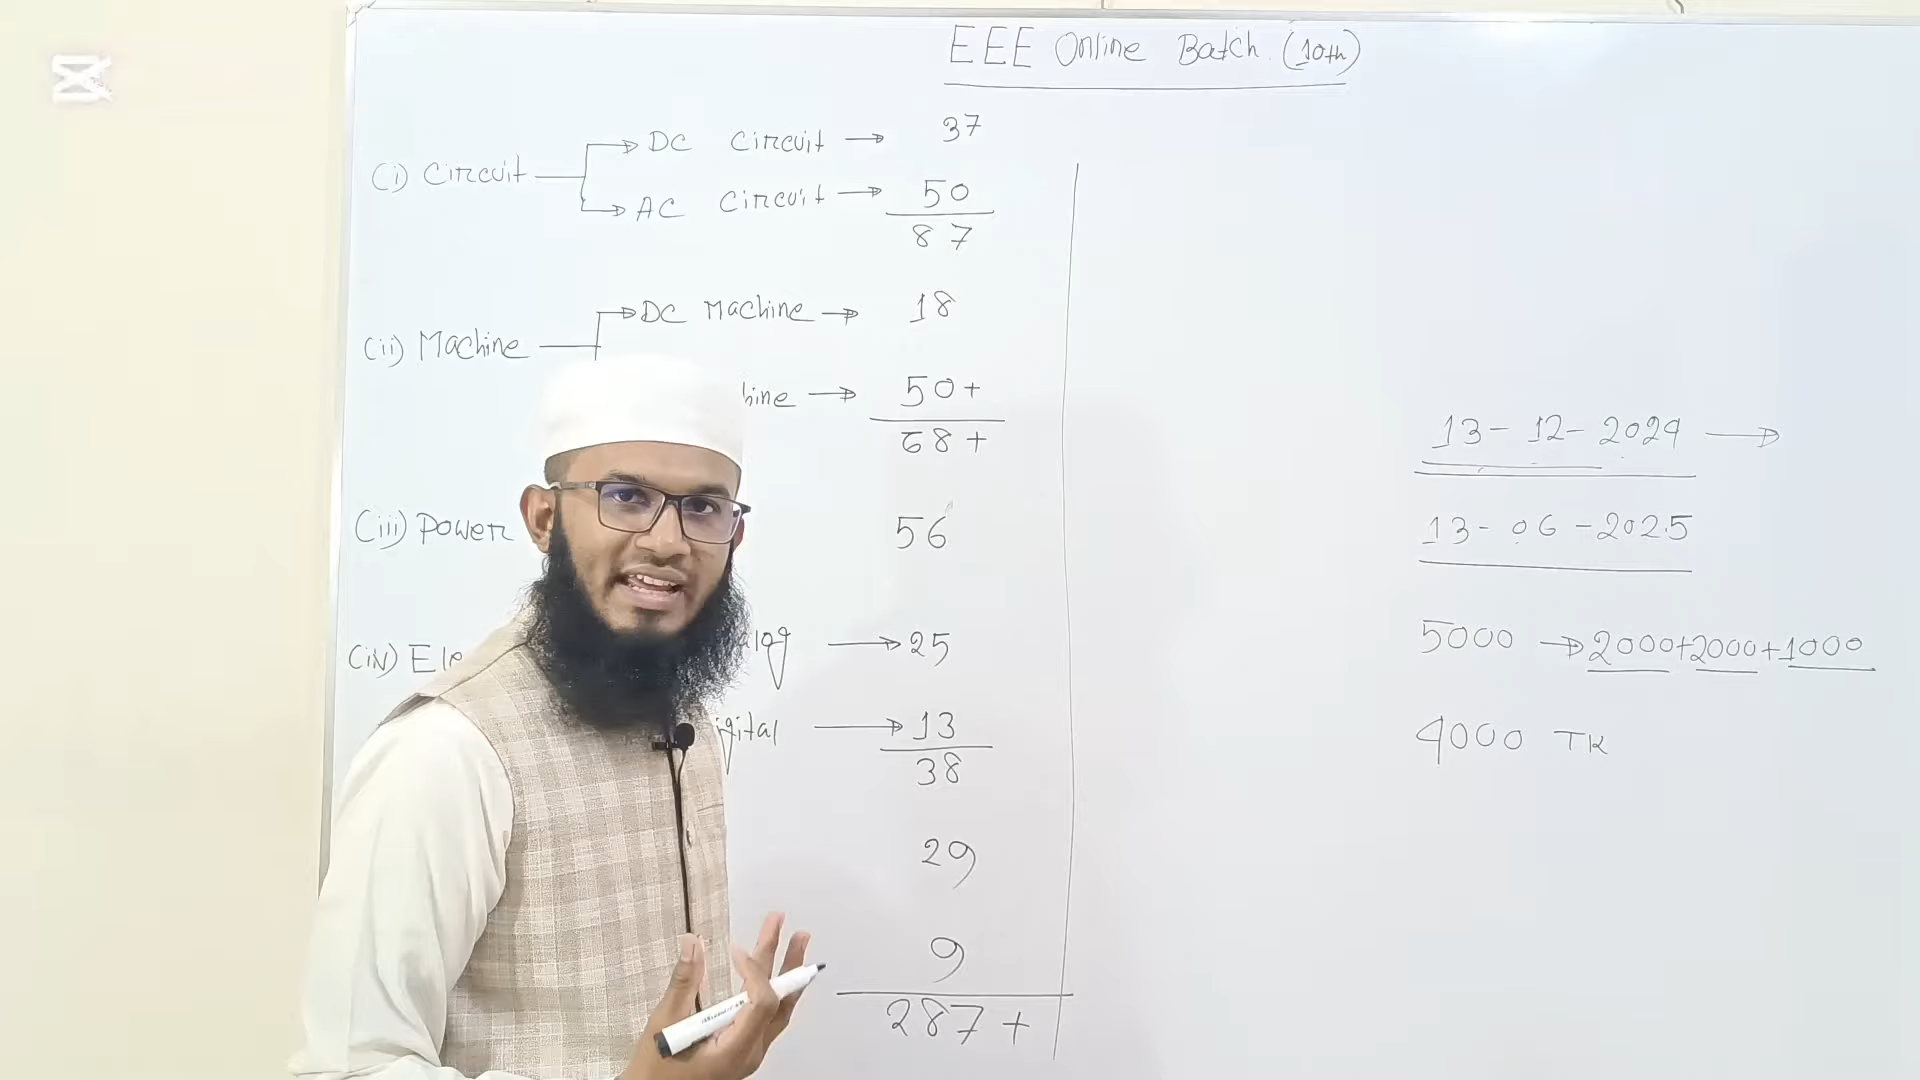 EEE Online Batch (10th)
(i) Circuit
DC Circuit → 37
AC Circuit → 50
87
(ii) Machine
DC Machine → 18
hine → 50+
68+
(iii) Power
56
(iv) Ele
alog → 25
igital → 13
38
29
9
287+
13-12-2024 →
13-06-2025
5000 → 2000+2000+1000
4000 TK